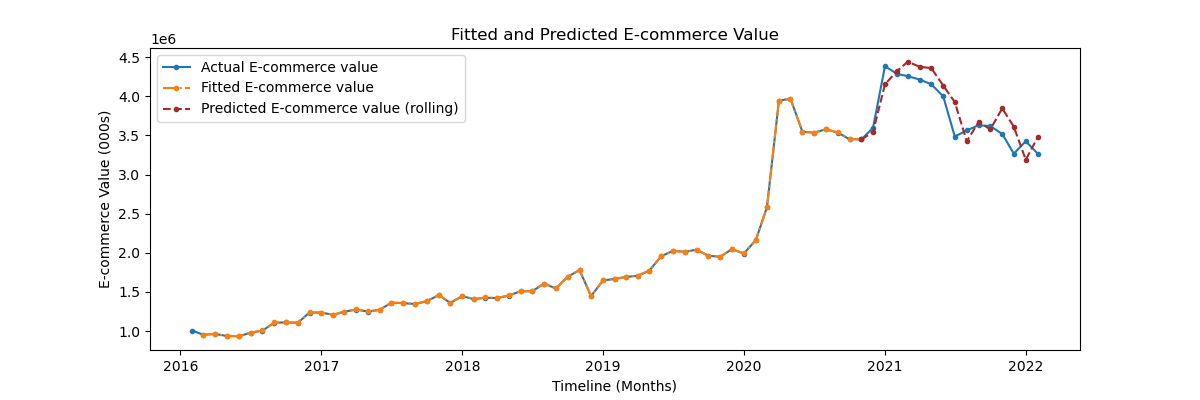 Fitted and Predicted E-commerce Value
1e6
4.5
4.0
3.5
3.0
2.5
2.0
1.5
1.0
E-commerce Value (000s)
Actual E-commerce value
Fitted E-commerce value
Predicted E-commerce value (rolling)
2016 2017 2018 2019 2020 2021 2022
Timeline (Months)